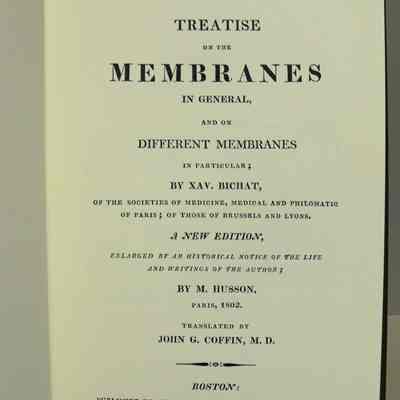 TREATISE
ON THE
MEMBRANES
IN GENERAL,
AND ON
DIFFERENT MEMBRANES
IN PARTICULAR;
BY XAV. BICHAT,
OF THE SOCIETIES OF MEDICINE, MEDICAL AND PHILOMATIC
OF PARIS; OF THOSE OF BRUSSELS AND LYONS.
A NEW EDITION,
ENLARGED BY AN HISTORICAL NOTICE OF THE LIFE
AND WRITINGS OF THE AUTHOR;
BY M. HUSSON,
PARIS, 1802.
TRANSLATED BY
JOHN G. COFFIN, M. D.
BOSTON: